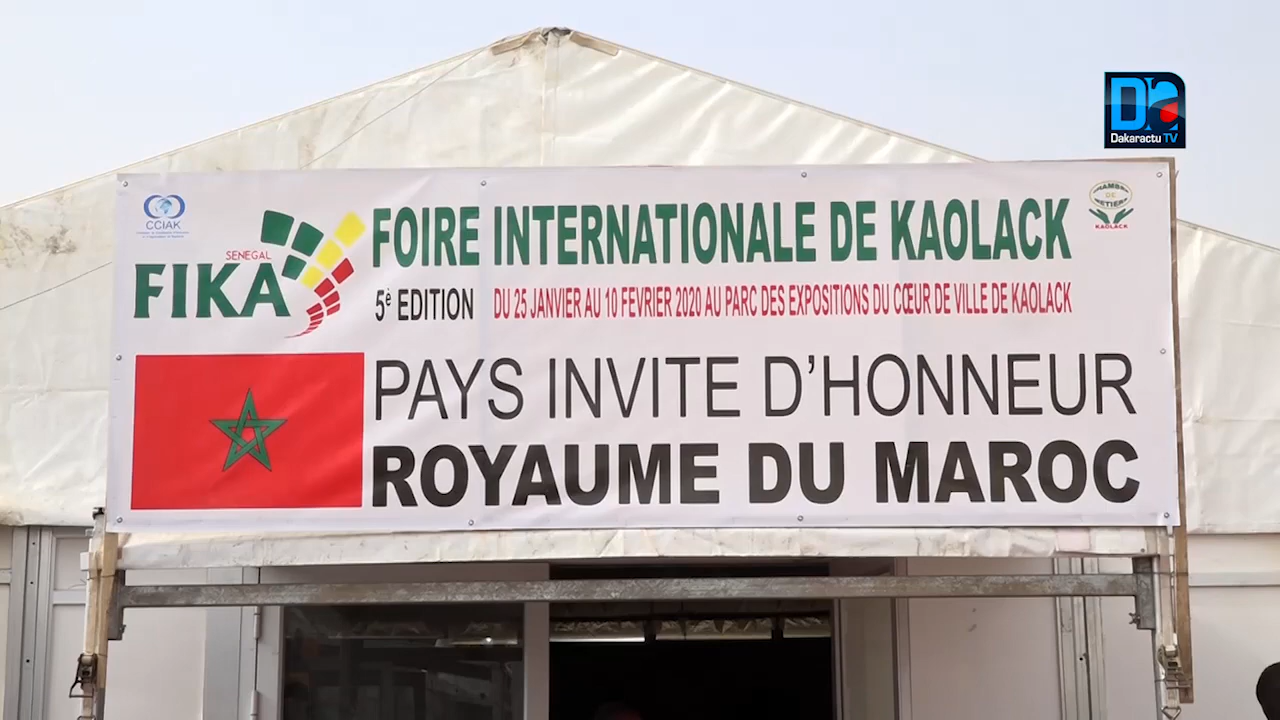 Dakaractu TV
CCIAK
SENEGAL
FIKA
FOIRE INTERNATIONALE DE KAOLACK
5è EDITION DU 25 JANVIER AU 10 FEVRIER 2020 AU PARC DES EXPOSITIONS DU CŒUR DE VILLE DE KAOLACK
DE
KAOLACK
PAYS INVITE D'HONNEUR
ROYAUME DU MAROC